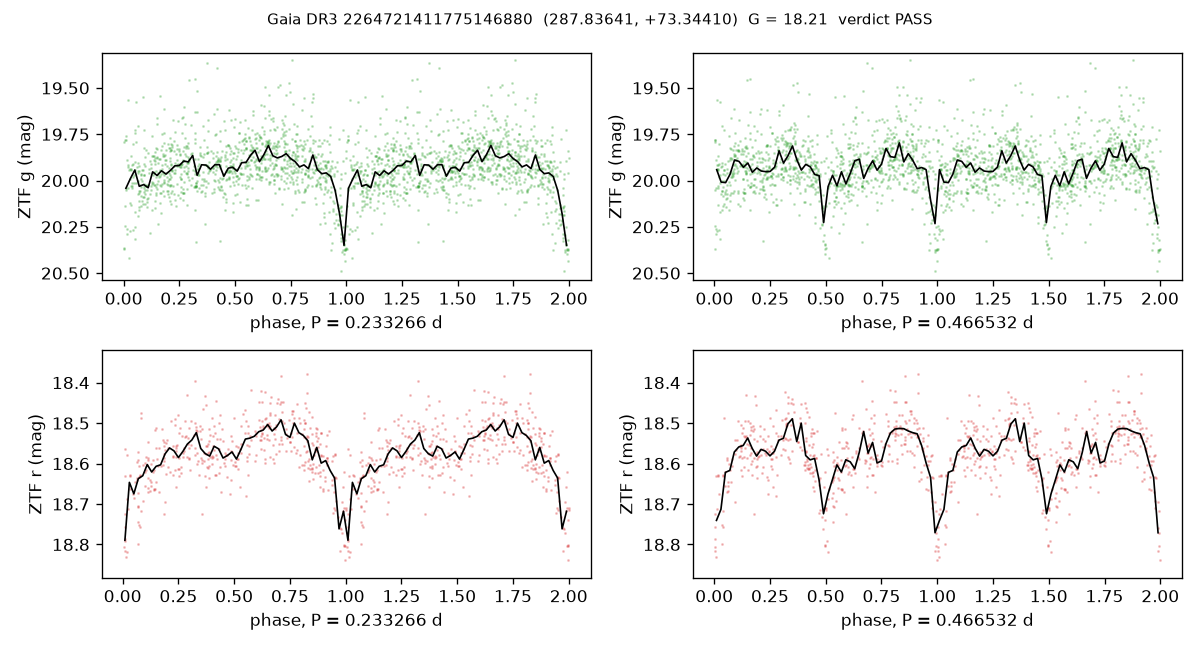 Gaia DR3 2264721411775146880  (287.83641, +73.34410)  G = 18.21  verdict PASS
ZTF g (mag)
19.50
19.75
20.00
20.25
20.50
0.00 0.25 0.50 0.75 1.00 1.25 1.50 1.75 2.00
phase, P = 0.233266 d
ZTF g (mag)
19.50
19.75
20.00
20.25
20.50
0.00 0.25 0.50 0.75 1.00 1.25 1.50 1.75 2.00
phase, P = 0.466532 d
ZTF r (mag)
18.4
18.5
18.6
18.7
18.8
0.00 0.25 0.50 0.75 1.00 1.25 1.50 1.75 2.00
phase, P = 0.233266 d
ZTF r (mag)
18.4
18.5
18.6
18.7
18.8
0.00 0.25 0.50 0.75 1.00 1.25 1.50 1.75 2.00
phase, P = 0.466532 d